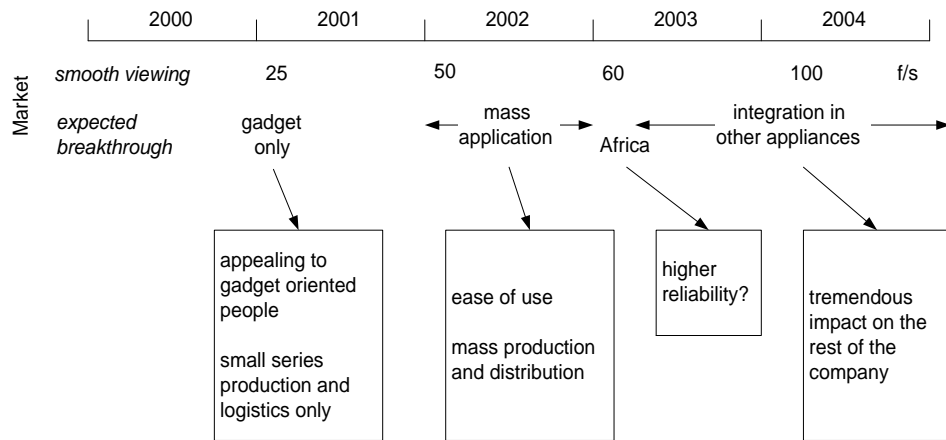 2000 2001 2002 2003 2004
Market
smooth viewing 25 50 60 100 f/s
expected
breakthrough
gadget
only
mass
application
Africa
integration in
other appliances
appealing to
gadget oriented
people
small series
production and
logistics only
ease of use
mass production
and distribution
higher
reliability?
tremendous
impact on the
rest of the
company